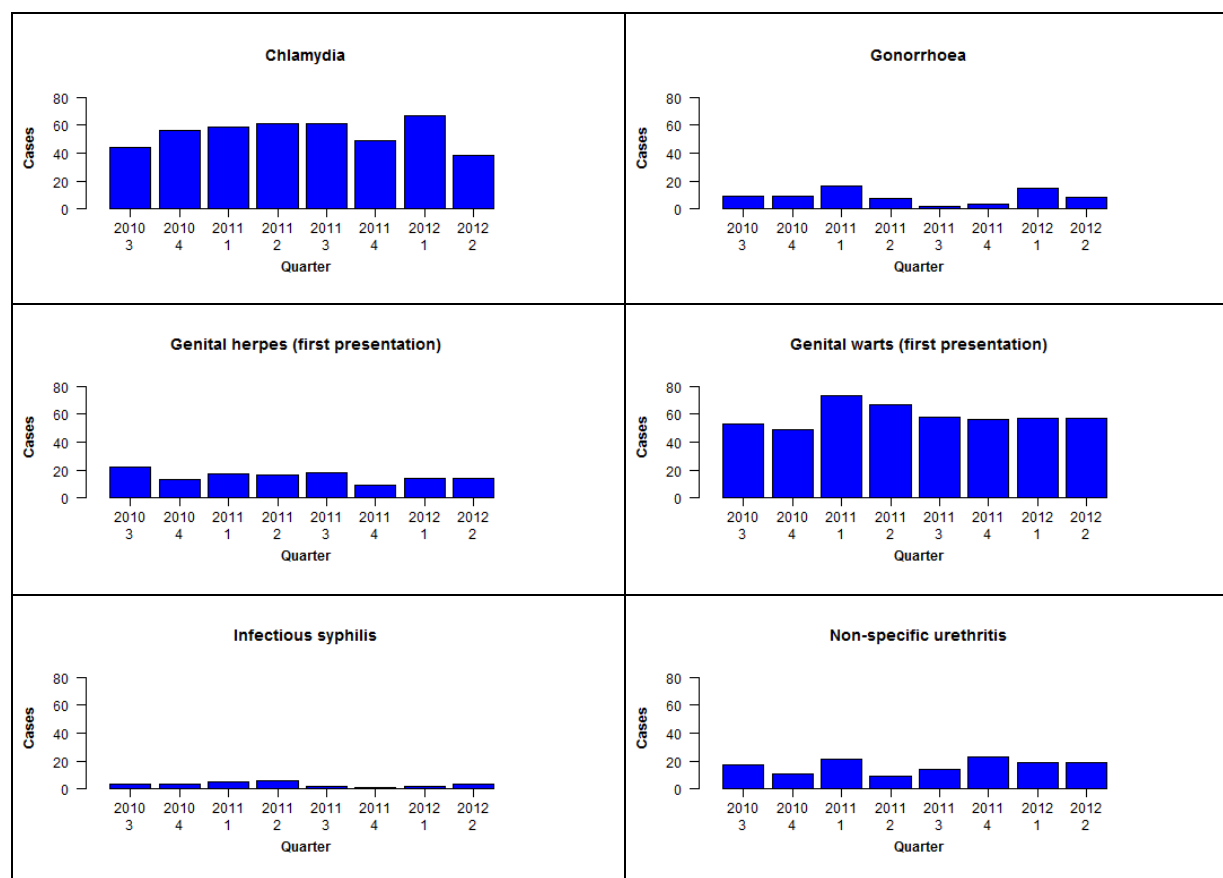 Chlamydia
Cases
80
60
40
20
0
2010 2010 2011 2011 2011 2011 2012 2012
3 4 1 2 3 4 1 2
Quarter
Gonorrhoea
Cases
80
60
40
20
0
2010 2010 2011 2011 2011 2011 2012 2012
3 4 1 2 3 4 1 2
Quarter
Genital herpes (first presentation)
Cases
80
60
40
20
0
2010 2010 2011 2011 2011 2011 2012 2012
3 4 1 2 3 4 1 2
Quarter
Genital warts (first presentation)
Cases
80
60
40
20
0
2010 2010 2011 2011 2011 2011 2012 2012
3 4 1 2 3 4 1 2
Quarter
Infectious syphilis
Cases
80
60
40
20
0
2010 2010 2011 2011 2011 2011 2012 2012
3 4 1 2 3 4 1 2
Quarter
Non-specific urethritis
Cases
80
60
40
20
0
2010 2010 2011 2011 2011 2011 2012 2012
3 4 1 2 3 4 1 2
Quarter